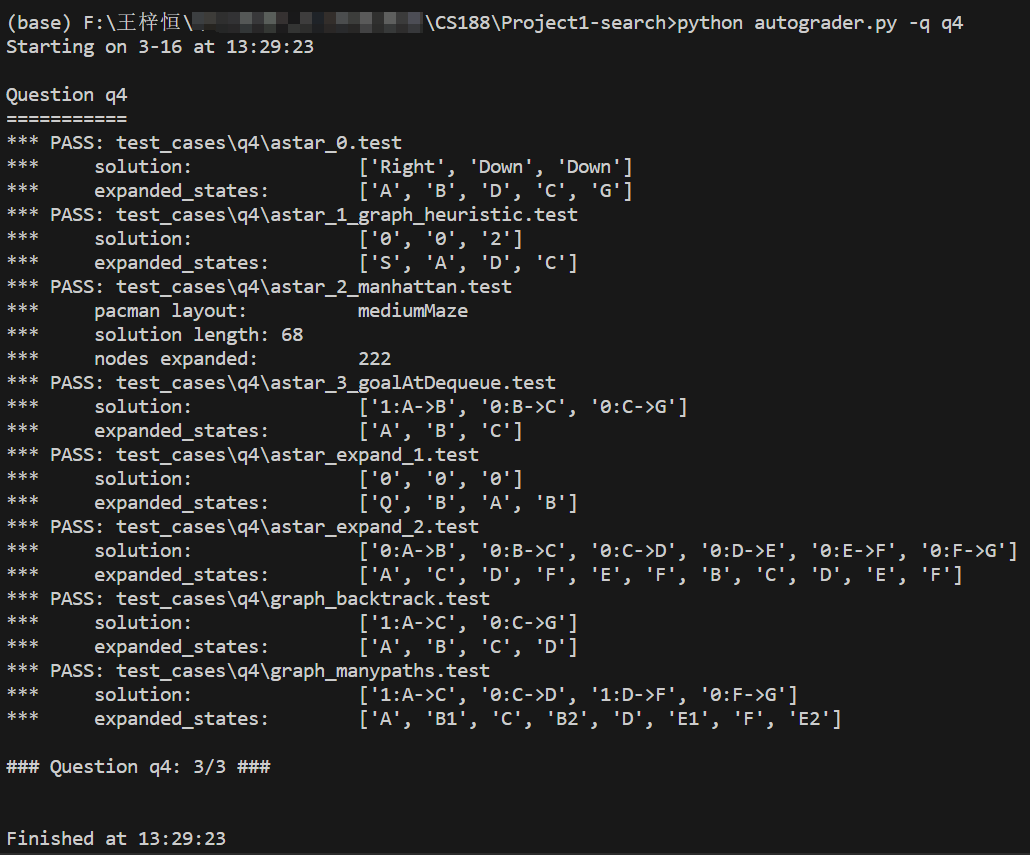 (base) F:\王梓恒\ \CS188\Project1-search>python autograder.py -q q4
Starting on 3-16 at 13:29:23
Question q4
===========
*** PASS: test_cases\q4\astar_0.test
***     solution:               ['Right', 'Down', 'Down']
***     expanded_states:        ['A', 'B', 'D', 'C', 'G']
*** PASS: test_cases\q4\astar_1_graph_heuristic.test
***     solution:               ['0', '0', '2']
***     expanded_states:        ['S', 'A', 'D', 'C']
*** PASS: test_cases\q4\astar_2_manhattan.test
***     pacman layout:          mediumMaze
***     solution length: 68
***     nodes expanded:         222
*** PASS: test_cases\q4\astar_3_goalAtDequeue.test
***     solution:               ['1:A->B', '0:B->C', '0:C->G']
***     expanded_states:        ['A', 'B', 'C']
*** PASS: test_cases\q4\astar_expand_1.test
***     solution:               ['0', '0', '0']
***     expanded_states:        ['Q', 'B', 'A', 'B']
*** PASS: test_cases\q4\astar_expand_2.test
***     solution:               ['0:A->B', '0:B->C', '0:C->D', '0:D->E', '0:E->F', '0:F->G']
***     expanded_states:        ['A', 'C', 'D', 'F', 'E', 'F', 'B', 'C', 'D', 'E', 'F']
*** PASS: test_cases\q4\graph_backtrack.test
***     solution:               ['1:A->C', '0:C->G']
***     expanded_states:        ['A', 'B', 'C', 'D']
*** PASS: test_cases\q4\graph_manypaths.test
***     solution:               ['1:A->C', '0:C->D', '1:D->F', '0:F->G']
***     expanded_states:        ['A', 'B1', 'C', 'B2', 'D', 'E1', 'F', 'E2']
### Question q4: 3/3 ###
Finished at 13:29:23